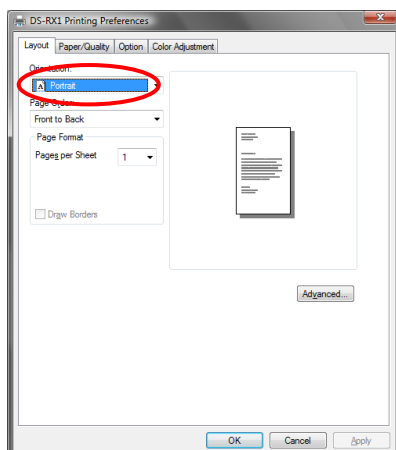 DS-RX1 Printing Preferences
Layout Paper/Quality Option Color Adjustment
Orientation:
A Portrait
Page Order:
Front to Back
Page Format
Pages per Sheet 1
Draw Borders
Advanced...
OK Cancel Apply